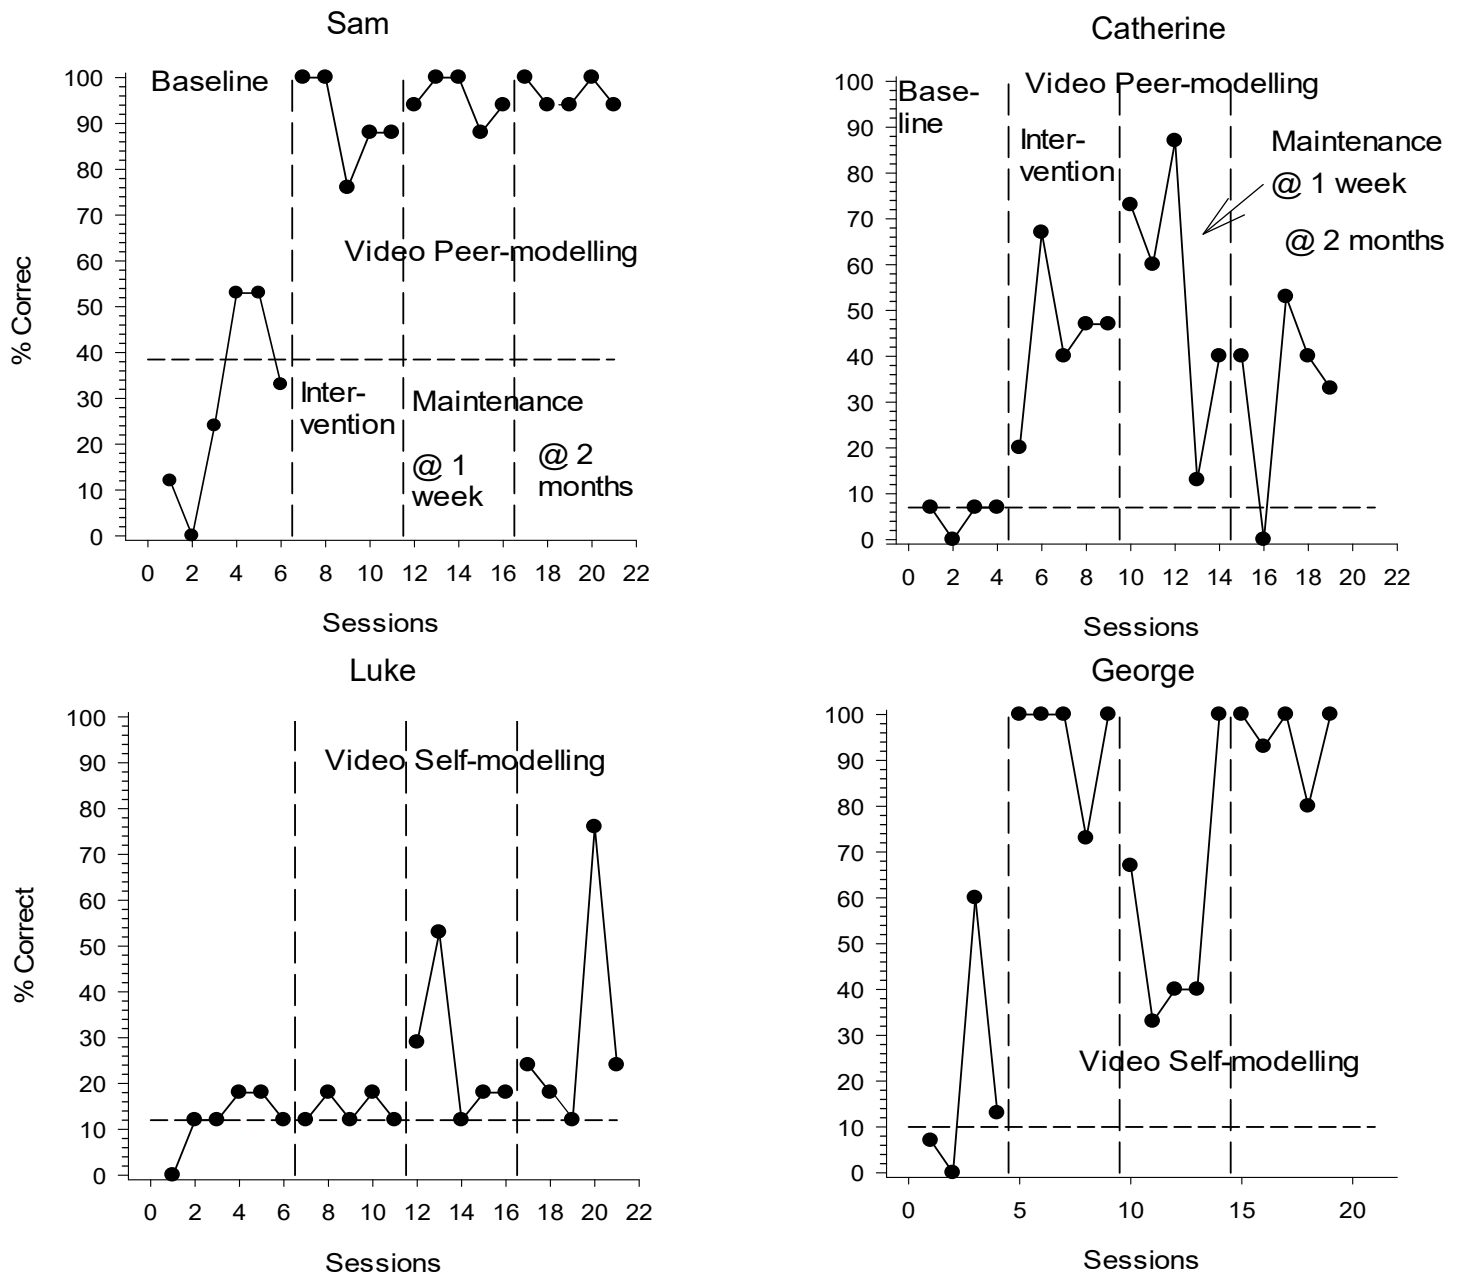 Sam
% Correc
100
90
80
70
60
50
40
30
20
10
0
Baseline
Video Peer-modelling
Inter-
vention
Maintenance
@ 1
week
@ 2
months
0 2 4 6 8 10 12 14 16 18 20 22
Sessions
Catherine
100
90
80
70
60
50
40
30
20
10
0
Base-
line
Video Peer-modelling
Inter-
vention
Maintenance
@ 1 week
@ 2 months
0 2 4 6 8 10 12 14 16 18 20 22
Sessions
Luke
% Correct
100
90
80
70
60
50
40
30
20
10
0
Video Self-modelling
0 2 4 6 8 10 12 14 16 18 20 22
Sessions
George
100
90
80
70
60
50
40
30
20
10
0
Video Self-modelling
0 5 10 15 20
Sessions